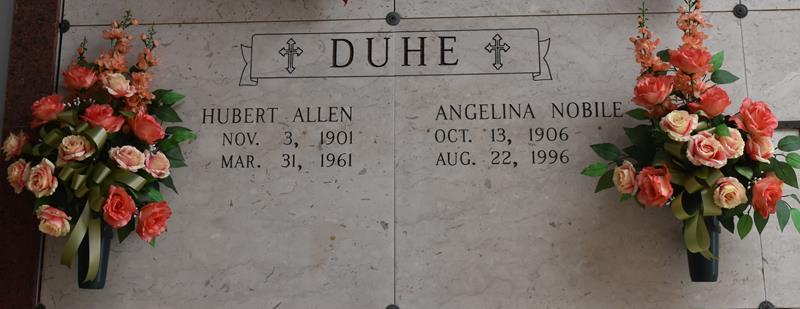 DUHE
HUBERT ALLEN
NOV. 3, 1901
MAR. 31, 1961
ANGELINA NOBILE
OCT. 13, 1906
AUG. 22, 1996